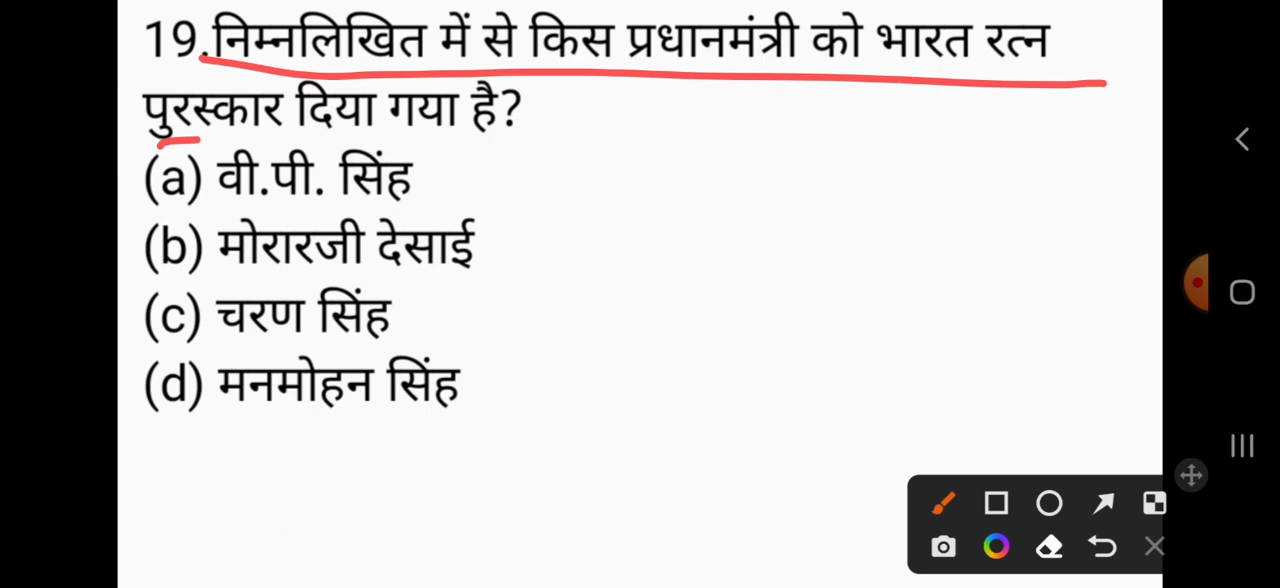 19.निम्नलिखित में से किस प्रधानमंत्री को भारत रत्न
पुरस्कार दिया गया है?
(a) वी.पी. सिंह
(b) मोरारजी देसाई
(c) चरण सिंह
(d) मनमोहन सिंह